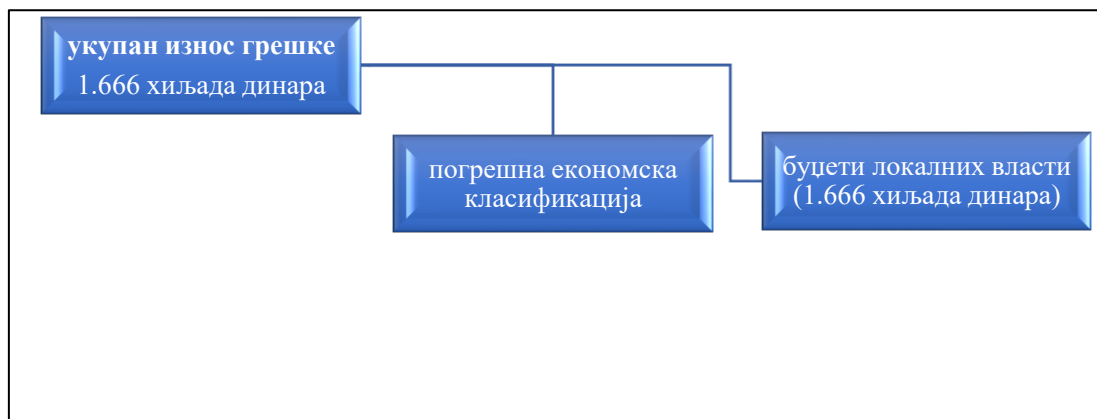 укупан износ грешке
1.666 хиљада динара
погрешна економска
класификација
буџети локалних власти
(1.666 хиљада динара)